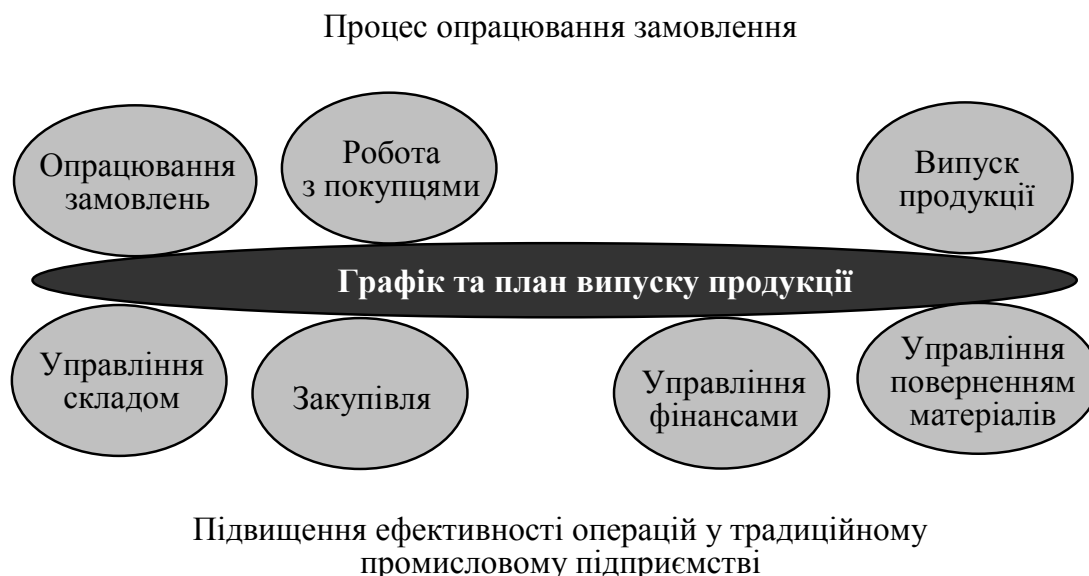 Процес опрацювання замовлення
Опрацювання
замовлень
Робота
з покупцями
Випуск
продукції
Графік та план випуску продукції
Управління
складом
Закупівля
Управління
фінансами
Управління
поверненням
матеріалів
Підвищення ефективності операцій у традиційному
промисловому підприємстві